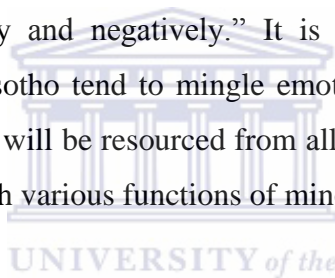 y and negatively.” It is
sotho tend to mingle emot
will be resourced from all
h various functions of min
UNIVERSITY of the